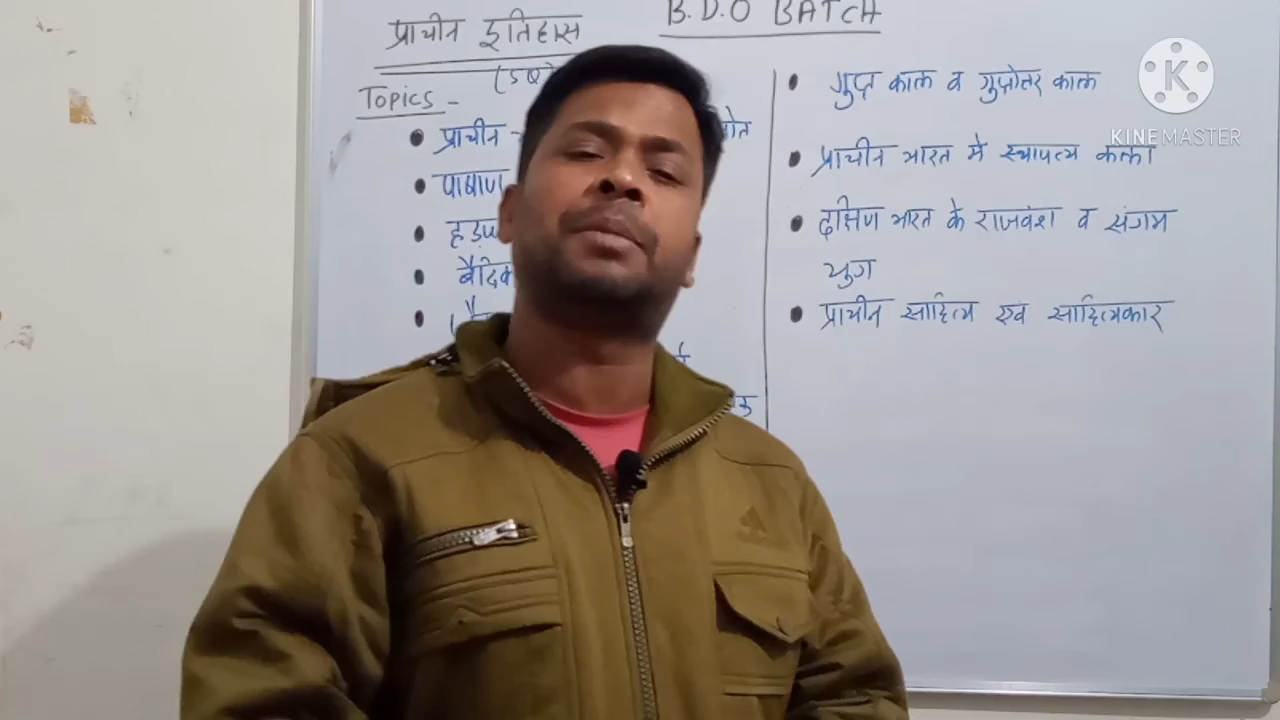 प्राचीन इतिहास
B.D.O BATCH
Topics -
• प्राचीन -
• पाषाण
• हड़प
• वैदिक
• गुप्त काल व गुप्तोतर काल
• प्राचीन भारत में स्थापत्य कला
• दक्षिण भारत के राजवंश व संगम
युग
• प्राचीन साहित्य एवं साहित्यकार
K
KINEMASTER